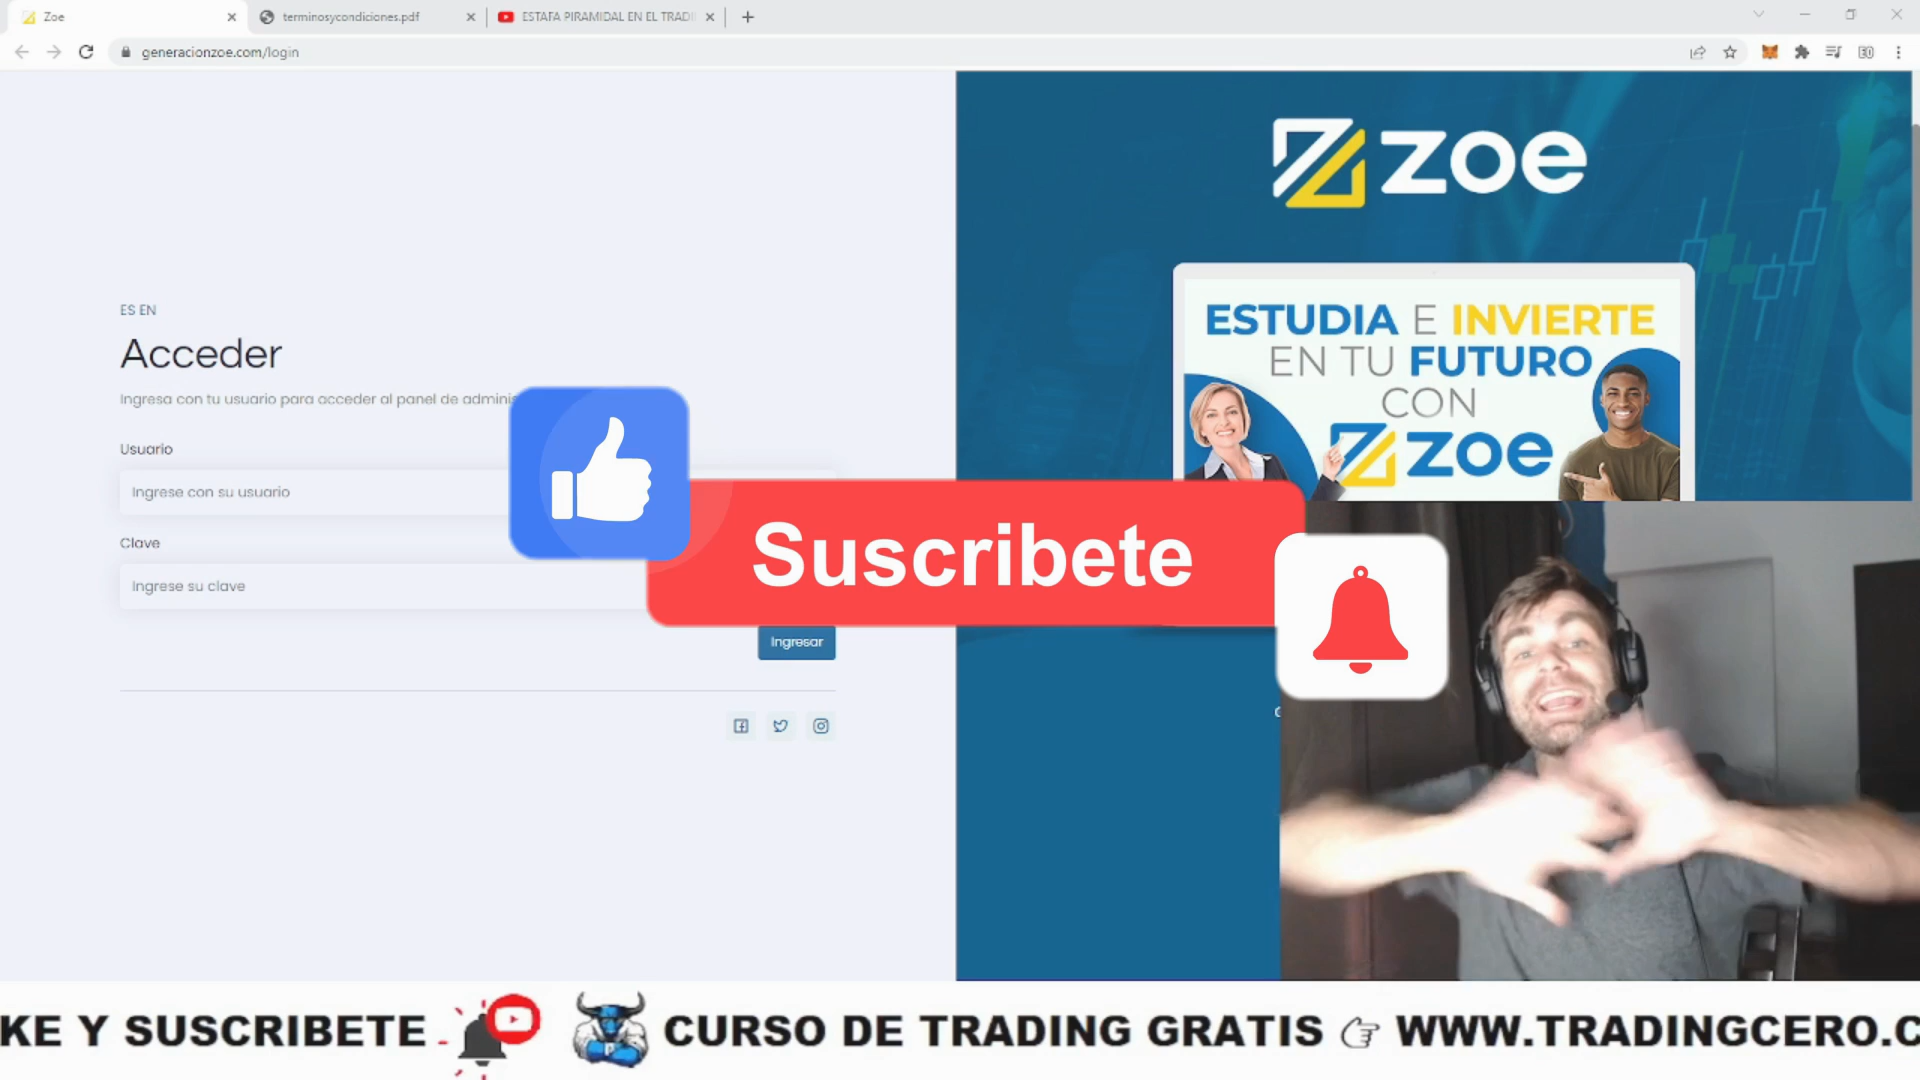 Zoe
terminosycondiciones.pdf
ESTAFA PIRAMIDAL EN EL TRADI
generacionzoe.com/login
zoe
ESTUDIA E INVIERTE
EN TU FUTURO
CON
zoe
ES EN
Acceder
Ingresa con tu usuario para acceder al panel de adminis
Usuario
Ingrese con su usuario
Clave
Ingrese su clave
Ingresar
Suscribete
KE Y SUSCRIBETE
CURSO DE TRADING GRATIS
WWW.TRADINGCERO.C